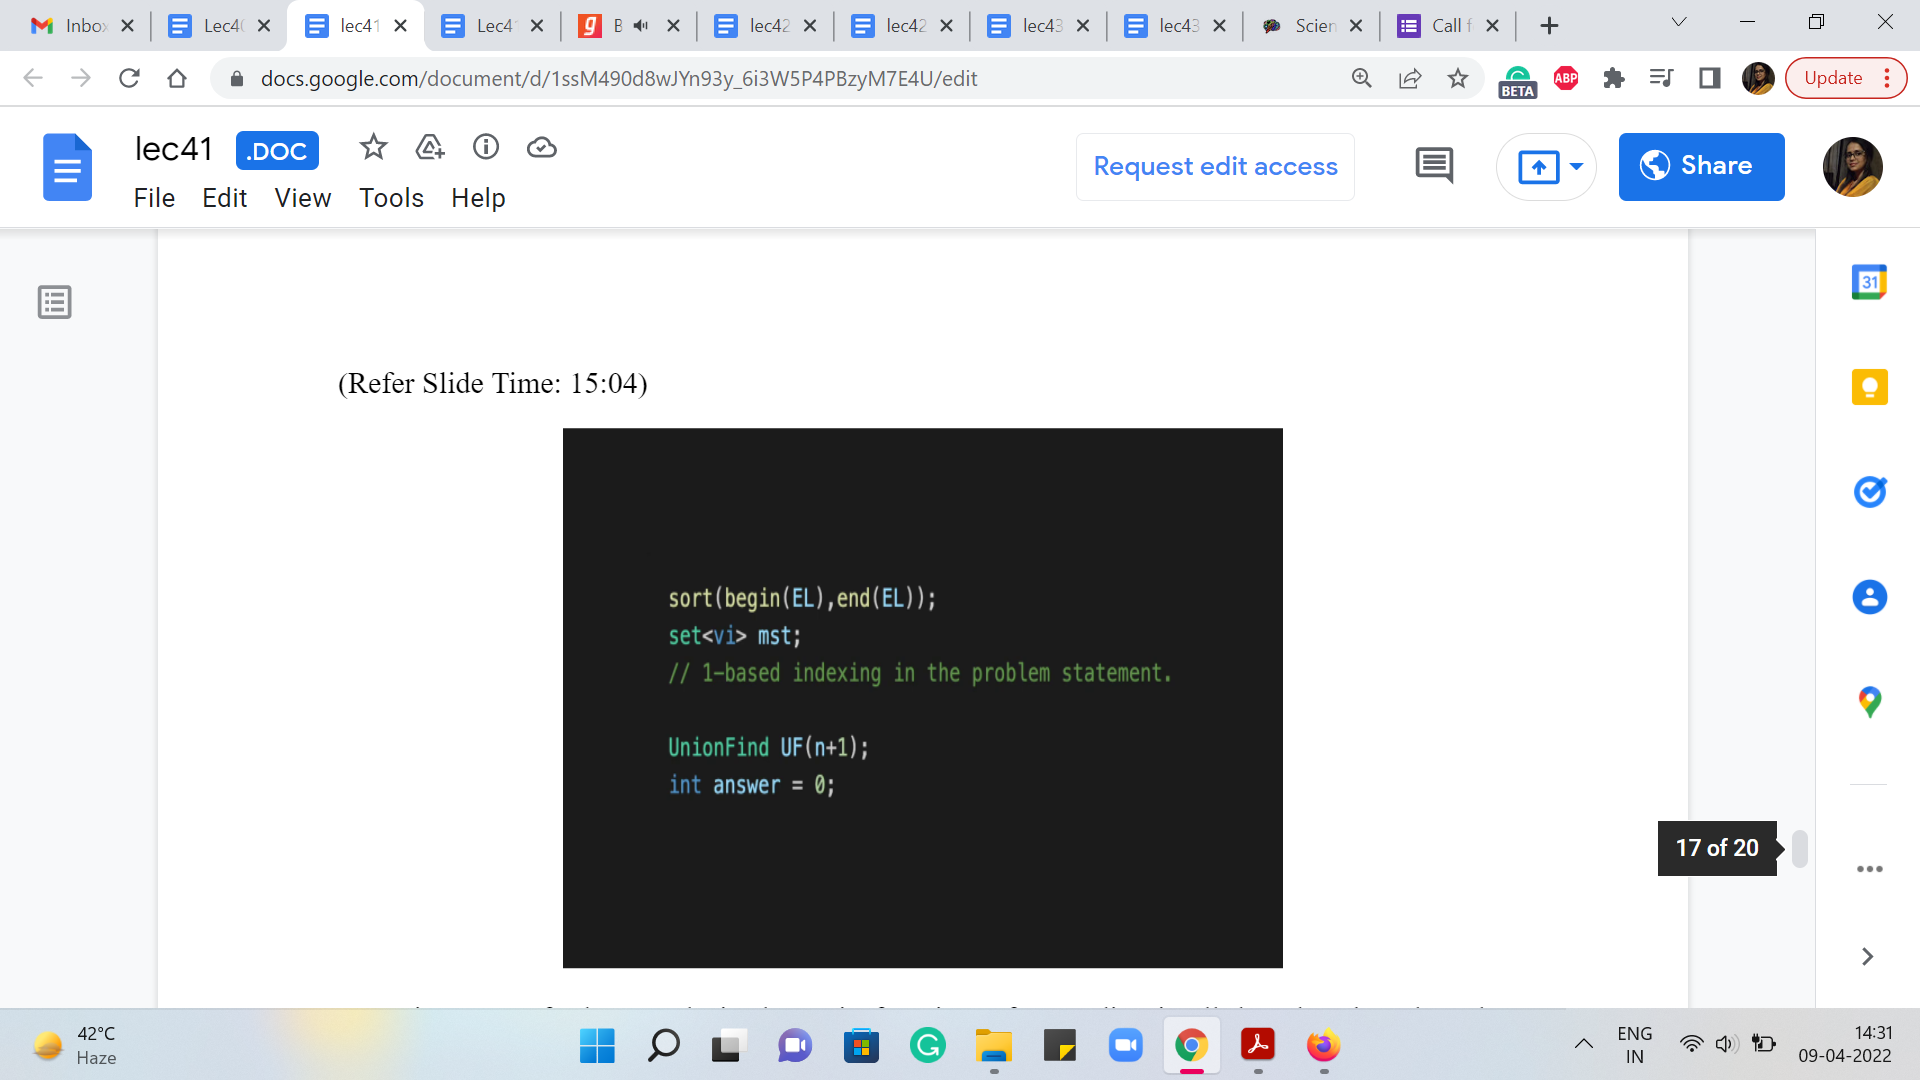 Inbox
Lec40
lec41
Lec41
B
lec42
lec42
lec43
lec43
Scien
Call f
docs.google.com/document/d/1ssM490d8wJYn93y_6i3W5P4PBzyM7E4U/edit
BETA
ABP
Update
lec41
.DOC
Request edit access
Share
File Edit View Tools Help
31
(Refer Slide Time: 15:04)
sort(begin(EL),end(EL));
set<vi> mst;
// 1-based indexing in the problem statement.
UnionFind UF(n+1);
int answer = 0;
17 of 20
42°C
Haze
ENG
IN
14:31
09-04-2022